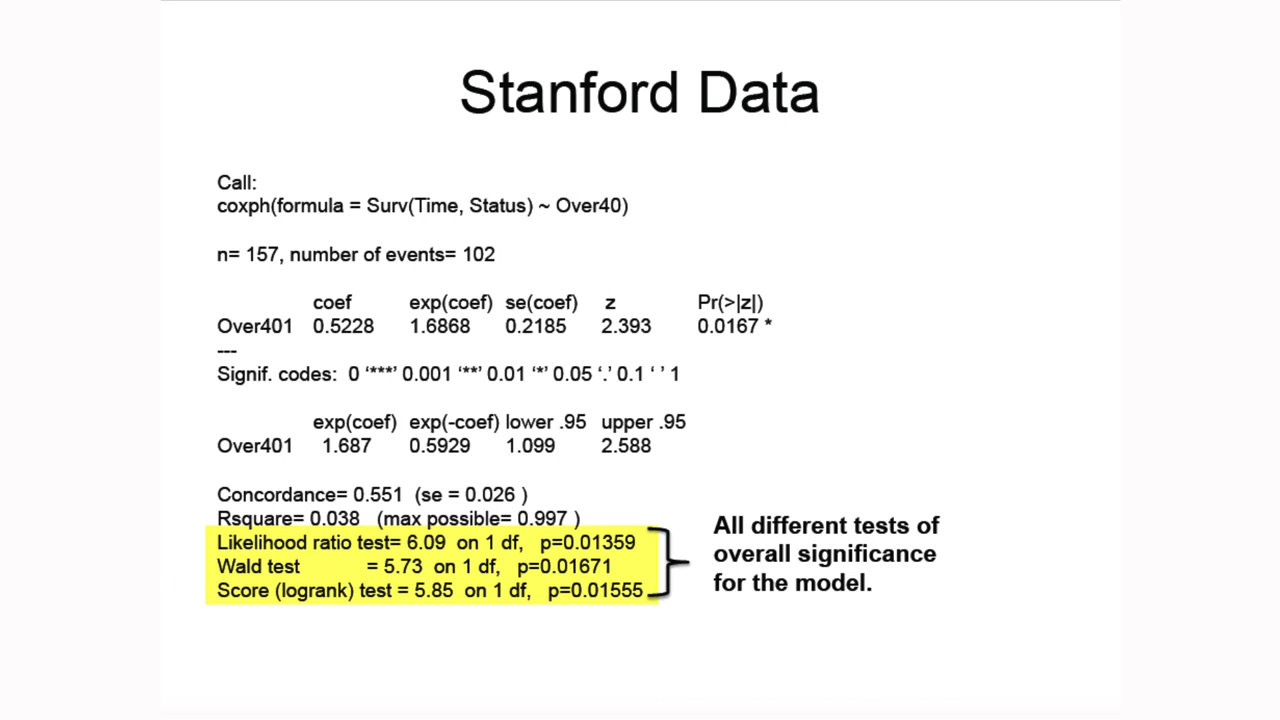 Stanford Data
Call:
coxph(formula = Surv(Time, Status) ~ Over40)
n= 157, number of events= 102
coef exp(coef) se(coef) z Pr(>|z|)
Over401 0.5228 1.6868 0.2185 2.393 0.0167 *
---
Signif. codes: 0 ‘***’ 0.001 ‘**’ 0.01 ‘*’ 0.05 ‘.’ 0.1 ‘ ’ 1
exp(coef) exp(-coef) lower .95 upper .95
Over401 1.687 0.5929 1.099 2.588
Concordance= 0.551 (se = 0.026 )
Rsquare= 0.038 (max possible= 0.997 )
Likelihood ratio test= 6.09 on 1 df, p=0.01359
Wald test = 5.73 on 1 df, p=0.01671
Score (logrank) test = 5.85 on 1 df, p=0.01555
All different tests of
overall significance
for the model.